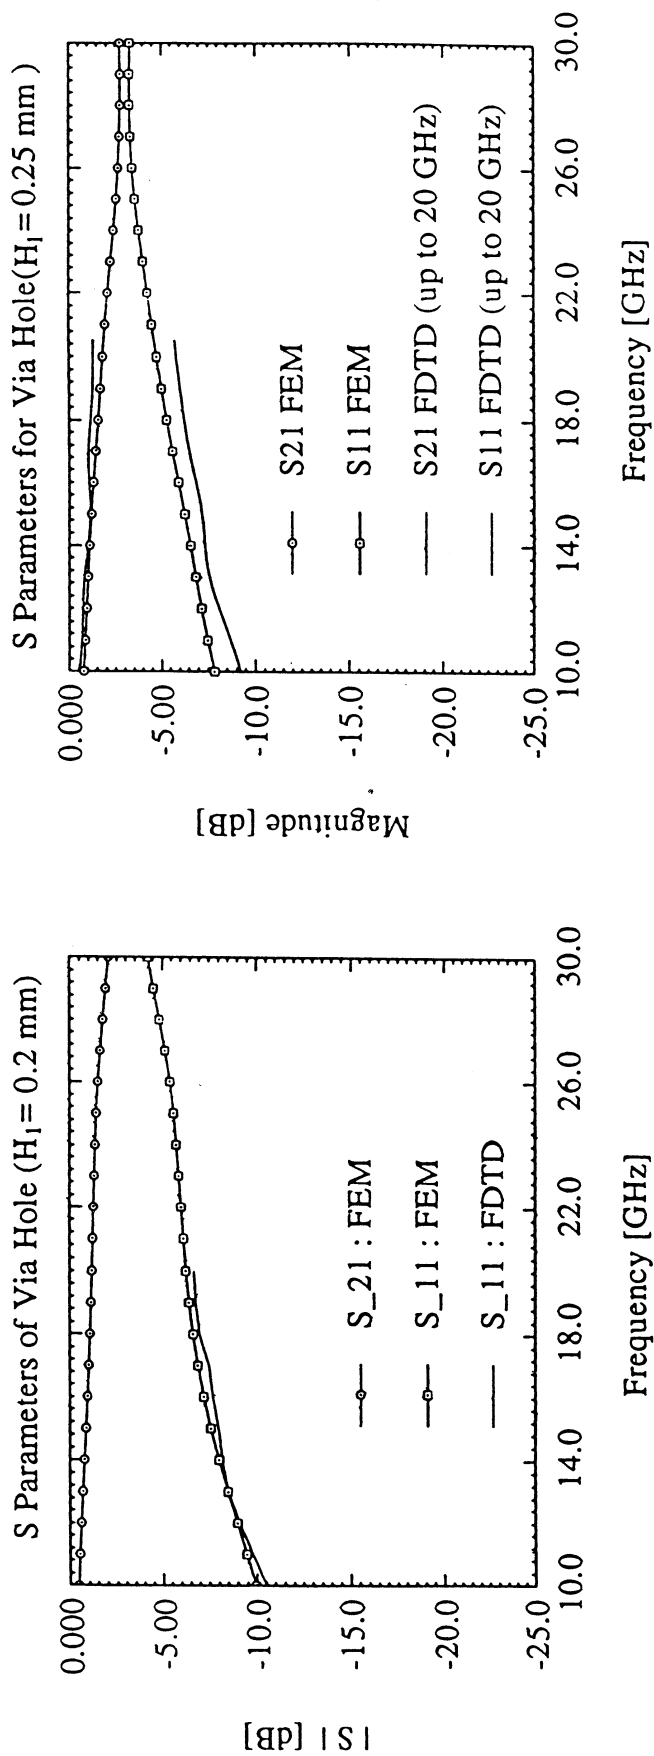 S Parameters of Via Hole (H1 = 0.2 mm)
| S | [dB]
0.000
-5.00
-10.0
-15.0
-20.0
-25.0
S_21 : FEM
S_11 : FEM
S_11 : FDTD
10.0 14.0 18.0 22.0 26.0 30.0
Frequency [GHz]
S Parameters for Via Hole(H1 = 0.25 mm )
Magnitude [dB]
0.000
-5.00
-10.0
-15.0
-20.0
-25.0
S21 FEM
S11 FEM
S21 FDTD (up to 20 GHz)
S11 FDTD (up to 20 GHz)
10.0 14.0 18.0 22.0 26.0 30.0
Frequency [GHz]